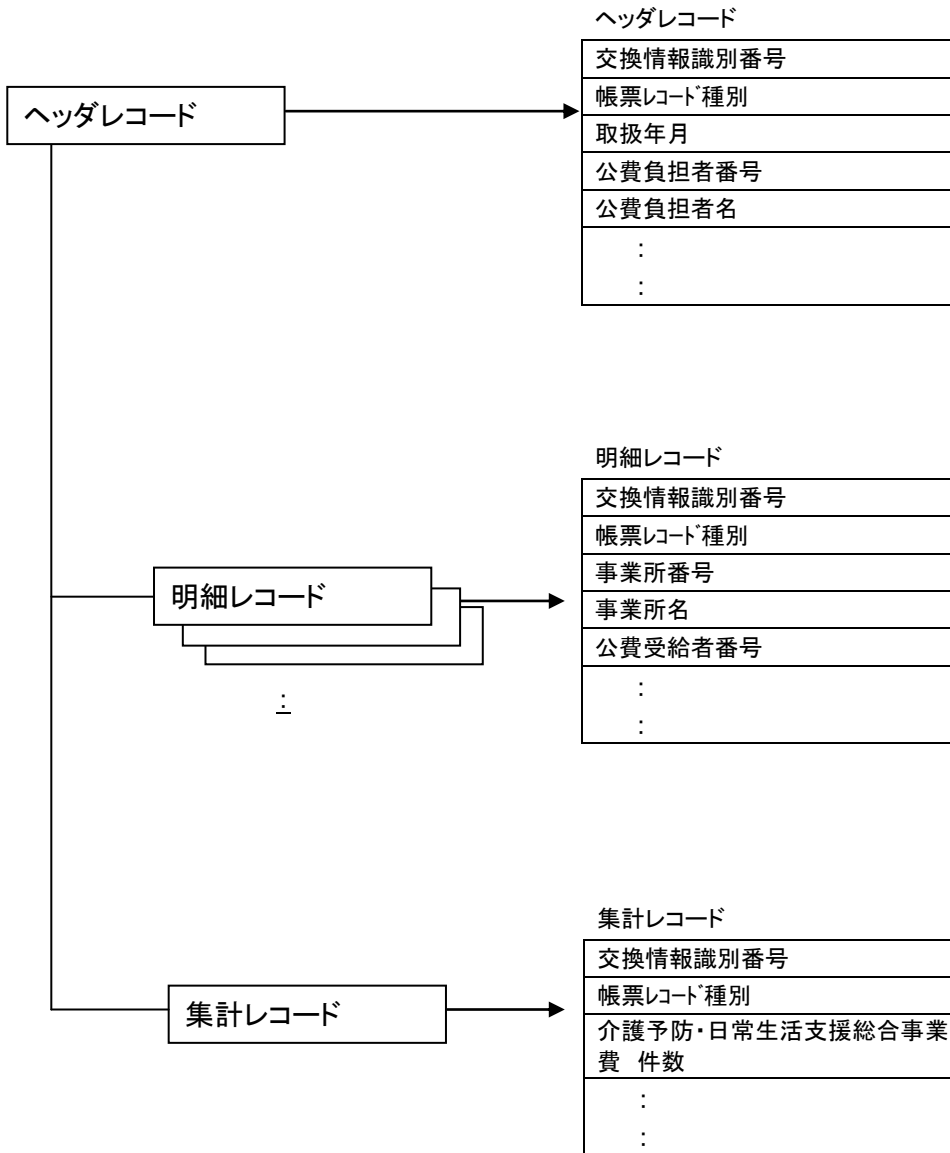 ヘッダレコード
ヘッダレコード
交換情報識別番号
帳票ﾚｺｰﾄﾞ種別
取扱年月
公費負担者番号
公費負担者名
:
:
明細レコード
:
明細レコード
交換情報識別番号
帳票ﾚｺｰﾄﾞ種別
事業所番号
事業所名
公費受給者番号
:
:
集計レコード
集計レコード
交換情報識別番号
帳票ﾚｺｰﾄﾞ種別
介護予防・日常生活支援総合事業
費 件数
:
: